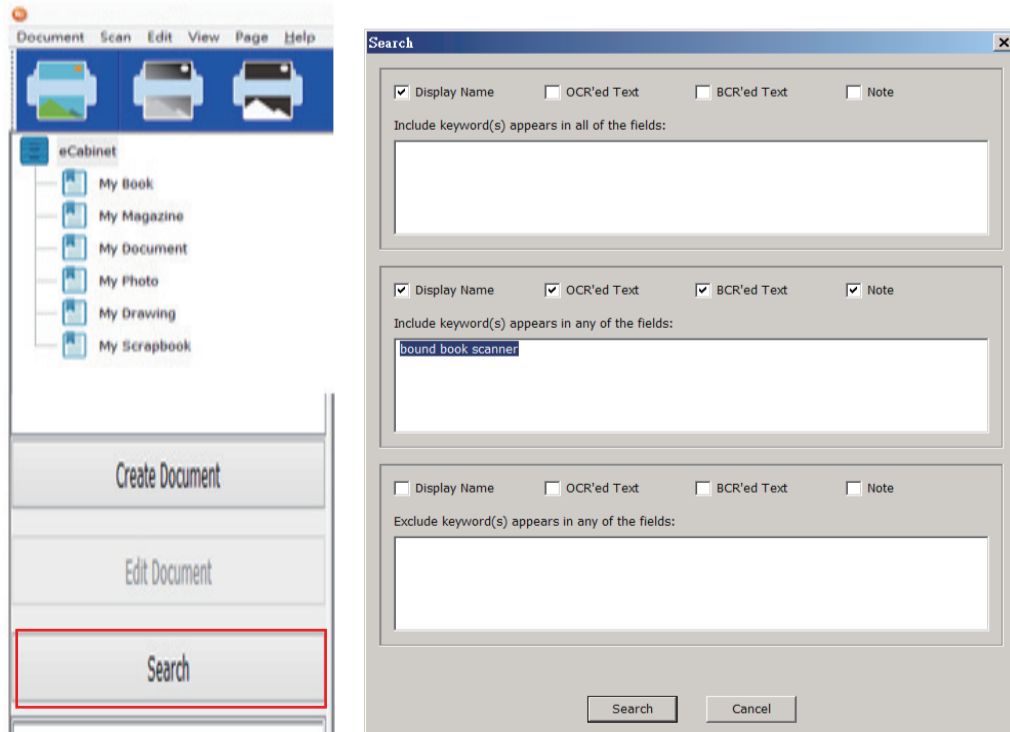 Document Scan Edit View Page Help
eCabinet
My Book
My Magazine
My Document
My Photo
My Drawing
My Scrapbook
Create Document
Edit Document
Search
Search
Display Name OCR'ed Text BCR'ed Text Note
Include keyword(s) appears in all of the fields:
Display Name OCR'ed Text BCR'ed Text Note
Include keyword(s) appears in any of the fields:
bound book scanner
Display Name OCR'ed Text BCR'ed Text Note
Exclude keyword(s) appears in any of the fields:
Search Cancel